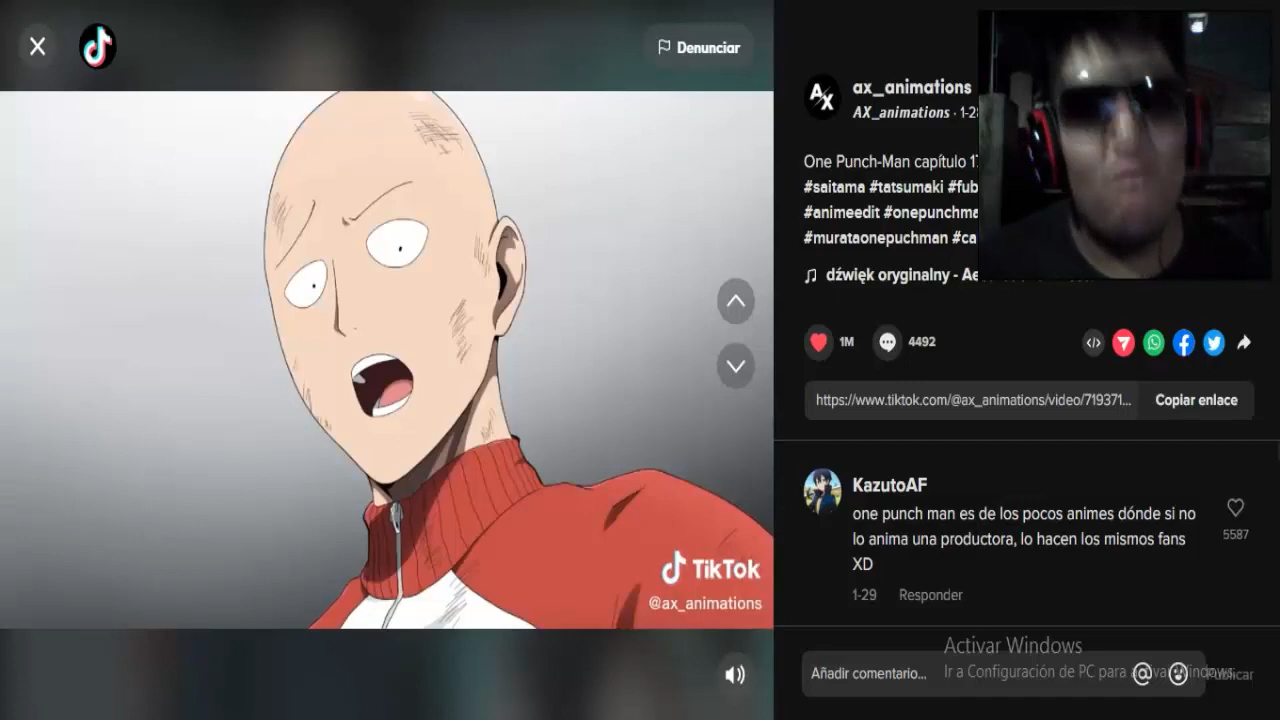 Denunciar
TikTok
@ax_animations
AX
ax_animations
AX_animations · 1-2
One Punch-Man capítulo 1
#saitama #tatsumaki #fub
#animeedit #onepunchma
#murataonepuchman #ca
dźwięk oryginalny - Ae
1M
4492
https://www.tiktok.com/@ax_animations/video/719371...
Copiar enlace
KazutoAF
one punch man es de los pocos animes dónde si no
lo anima una productora, lo hacen los mismos fans
XD
5587
1-29 Responder
Activar Windows
Ir a Configuración de PC para activar Windows.
Añadir comentario...
Publicar